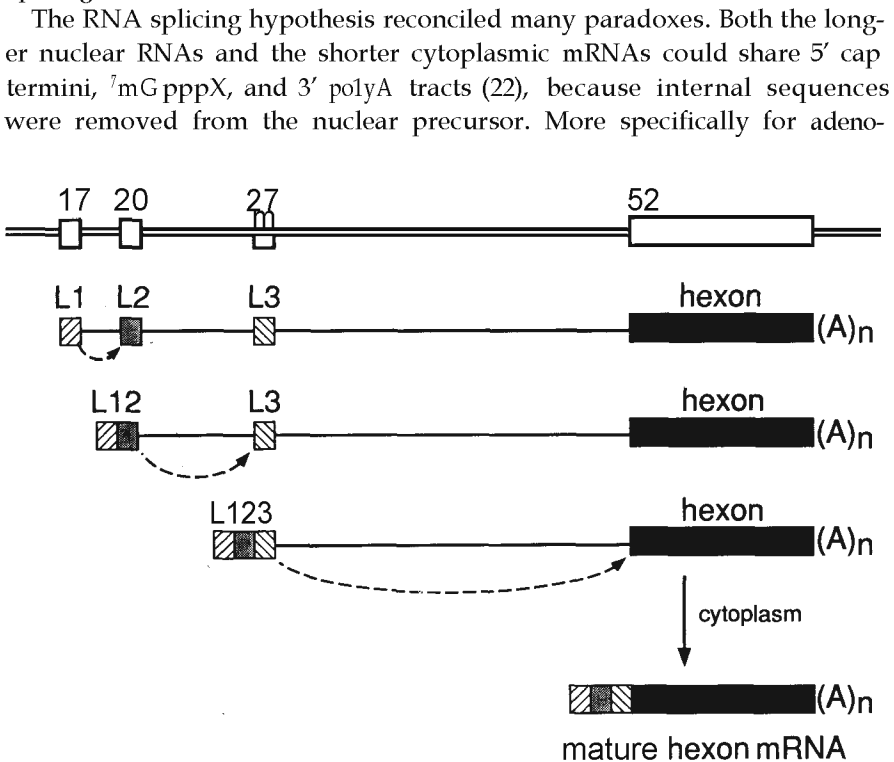 The RNA splicing hypothesis reconciled many paradoxes. Both the long-
er nuclear RNAs and the shorter cytoplasmic mRNAs could share 5′ cap
termini, ⁷mGpppX, and 3′ polyA tracts (22), because internal sequences
were removed from the nuclear precursor. More specifically for adeno-
17 20 27 52
L1 L2 L3 hexon
(A)n
L12 L3 hexon
(A)n
L123 hexon
(A)n
cytoplasm
(A)n
mature hexon mRNA